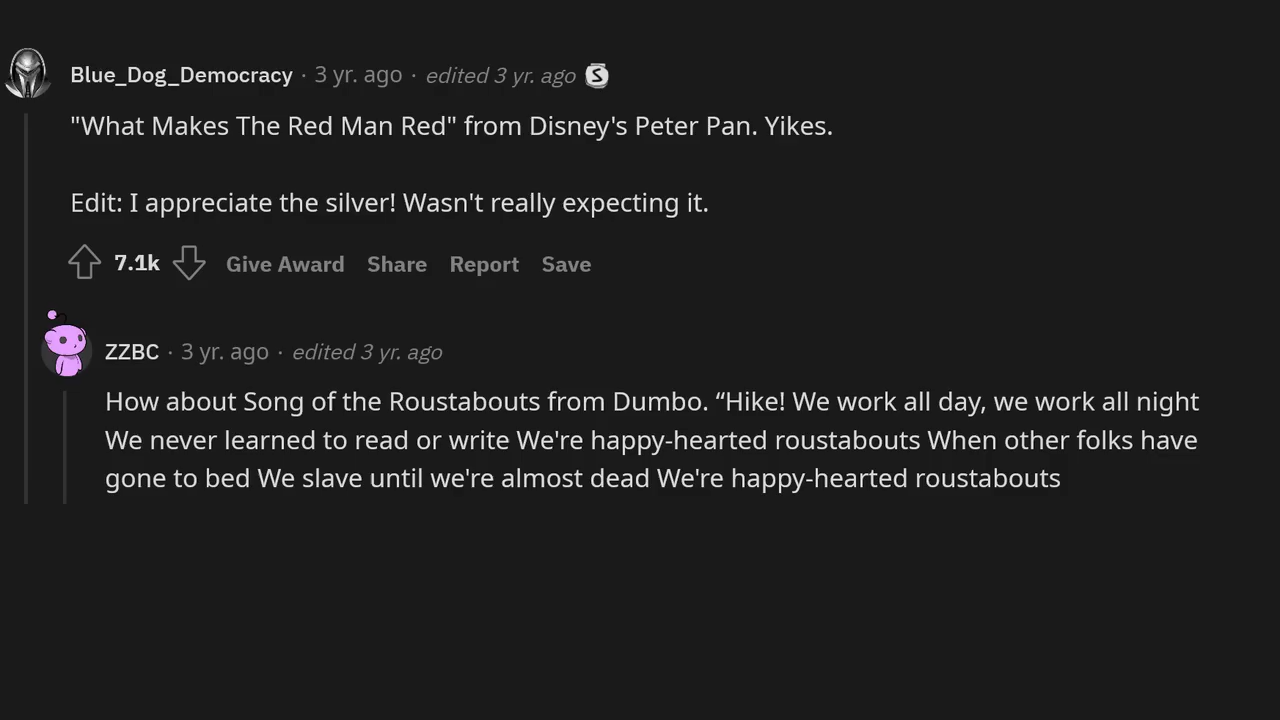 Blue_Dog_Democracy · 3 yr. ago · edited 3 yr. ago S
"What Makes The Red Man Red" from Disney's Peter Pan. Yikes.
Edit: I appreciate the silver! Wasn't really expecting it.
7.1k Give Award Share Report Save
ZZBC · 3 yr. ago · edited 3 yr. ago
How about Song of the Roustabouts from Dumbo. “Hike! We work all day, we work all night
We never learned to read or write We're happy-hearted roustabouts When other folks have
gone to bed We slave until we're almost dead We're happy-hearted roustabouts